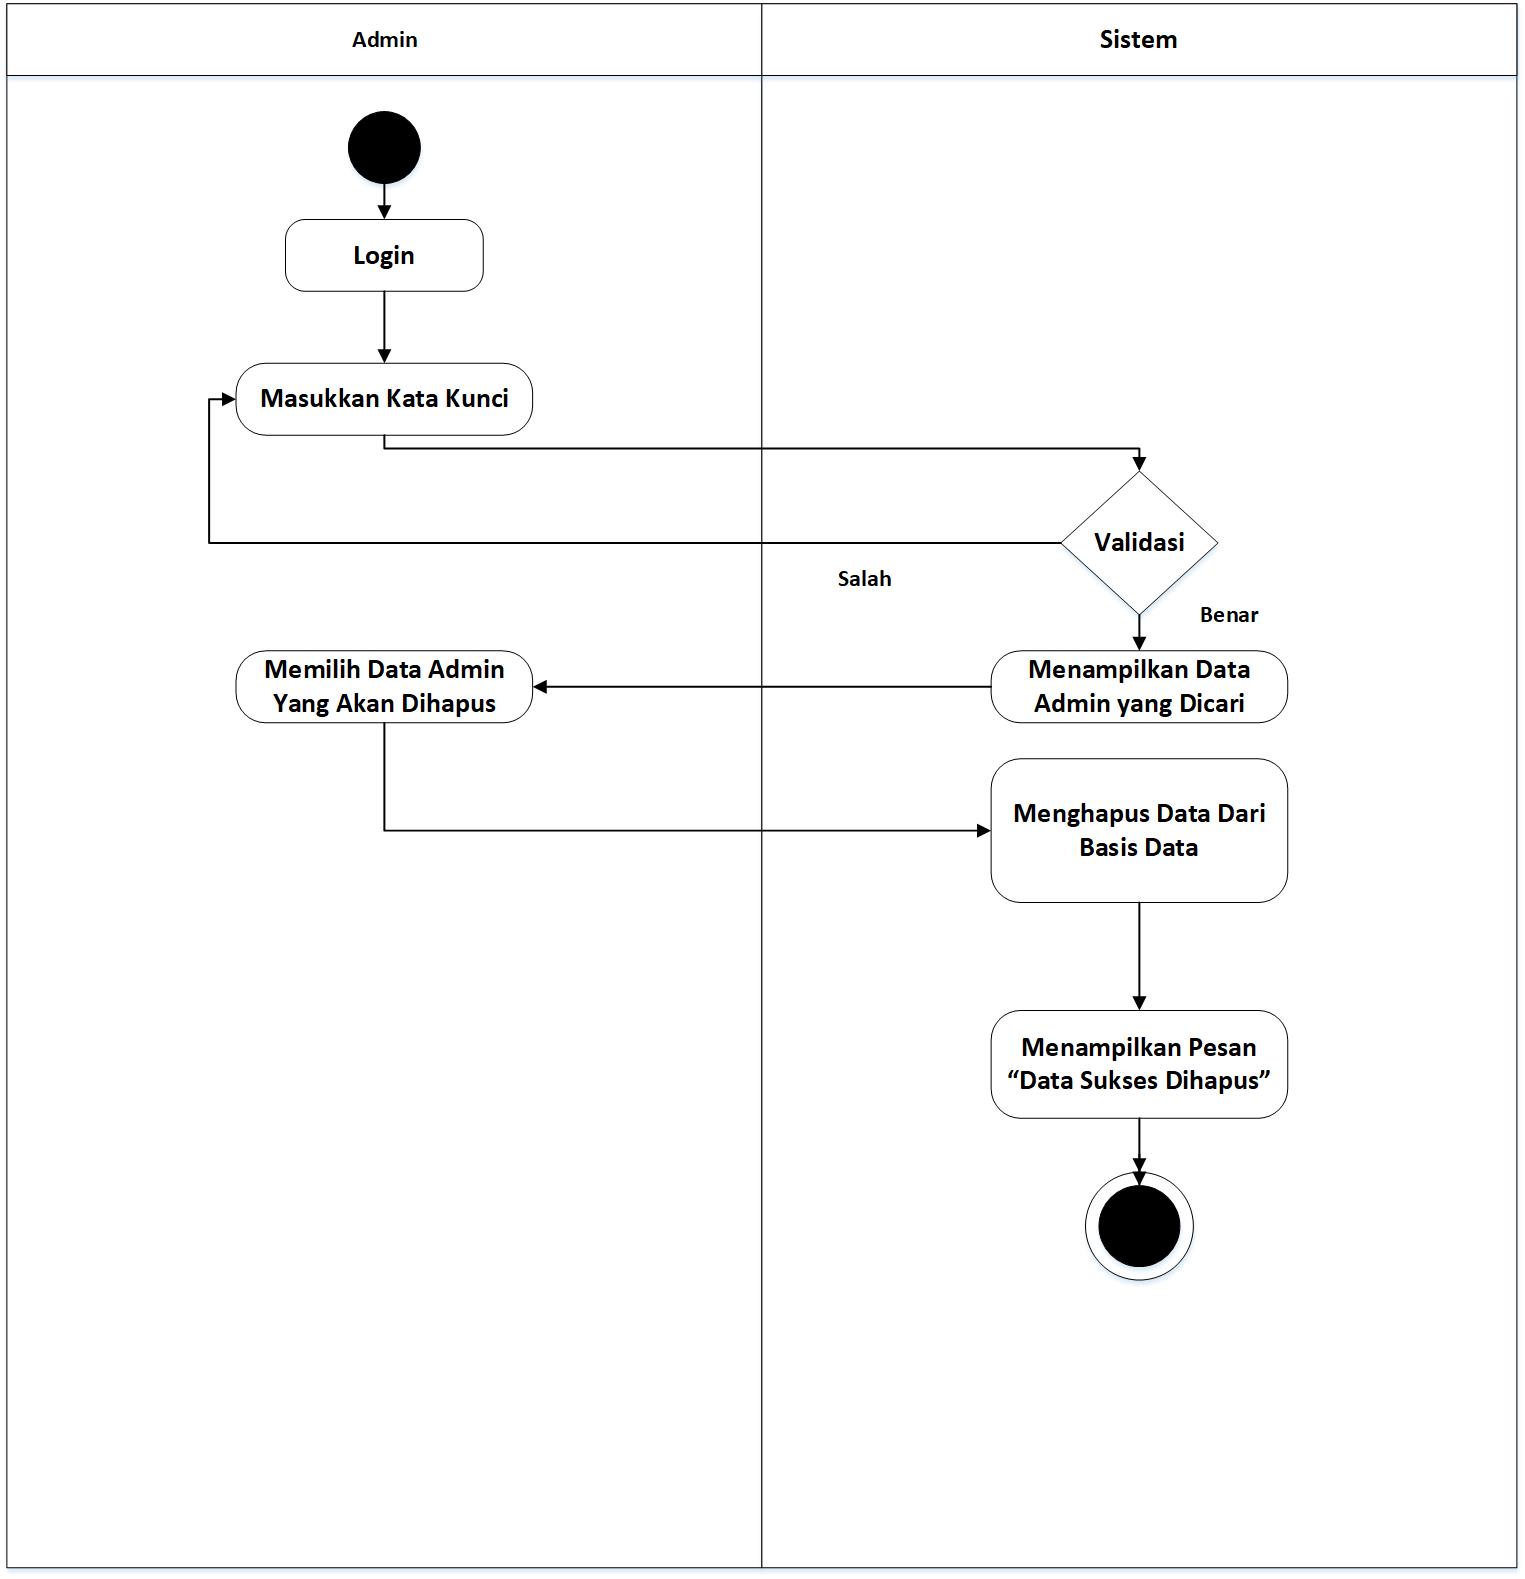 Admin
Sistem
Login
Masukkan Kata Kunci
Validasi
Salah
Benar
Memilih Data Admin
Yang Akan Dihapus
Menampilkan Data
Admin yang Dicari
Menghapus Data Dari
Basis Data
Menampilkan Pesan
“Data Sukses Dihapus”